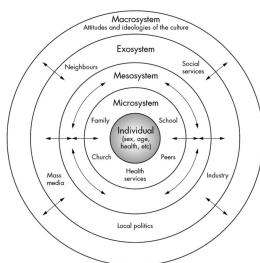 Macrosystem
Attitudes and ideologies of the culture
Exosystem
Neighbours
Social
services
Mesosystem
Microsystem
Family
School
Individual
(sex, age,
health, etc)
Church
Peers
Health
services
Mass
media
Industry
Local politics